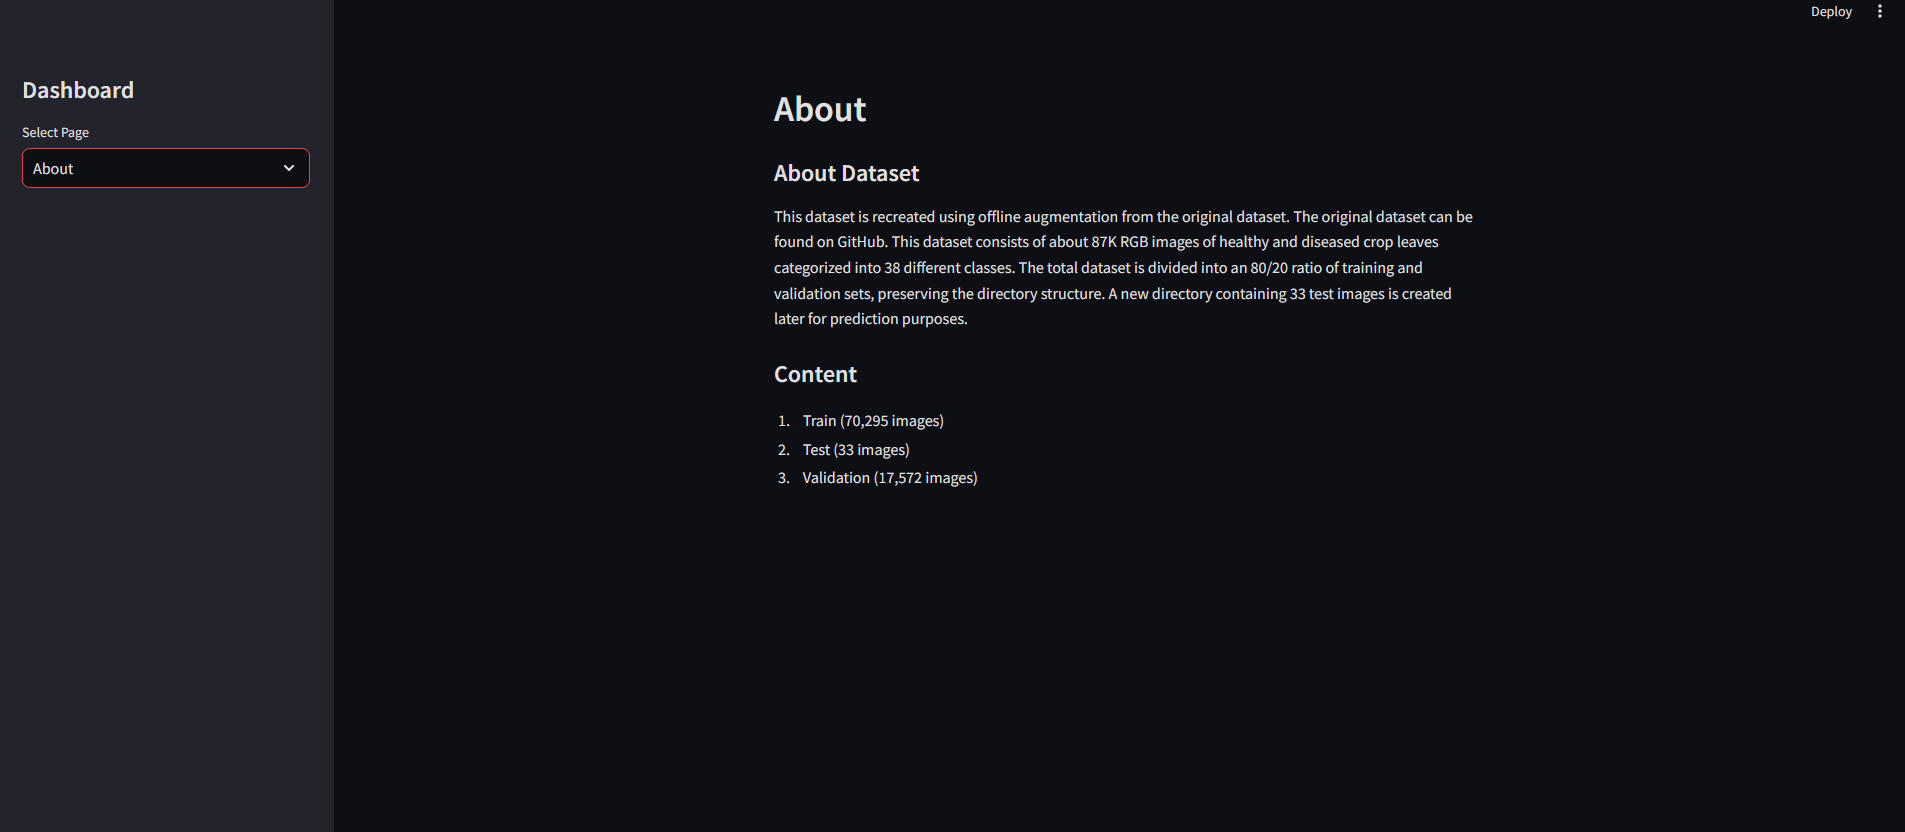 Deploy
Dashboard
Select Page
About
About
About Dataset
This dataset is recreated using offline augmentation from the original dataset. The original dataset can be
found on GitHub. This dataset consists of about 87K RGB images of healthy and diseased crop leaves
categorized into 38 different classes. The total dataset is divided into an 80/20 ratio of training and
validation sets, preserving the directory structure. A new directory containing 33 test images is created
later for prediction purposes.
Content
1. Train (70,295 images)
2. Test (33 images)
3. Validation (17,572 images)